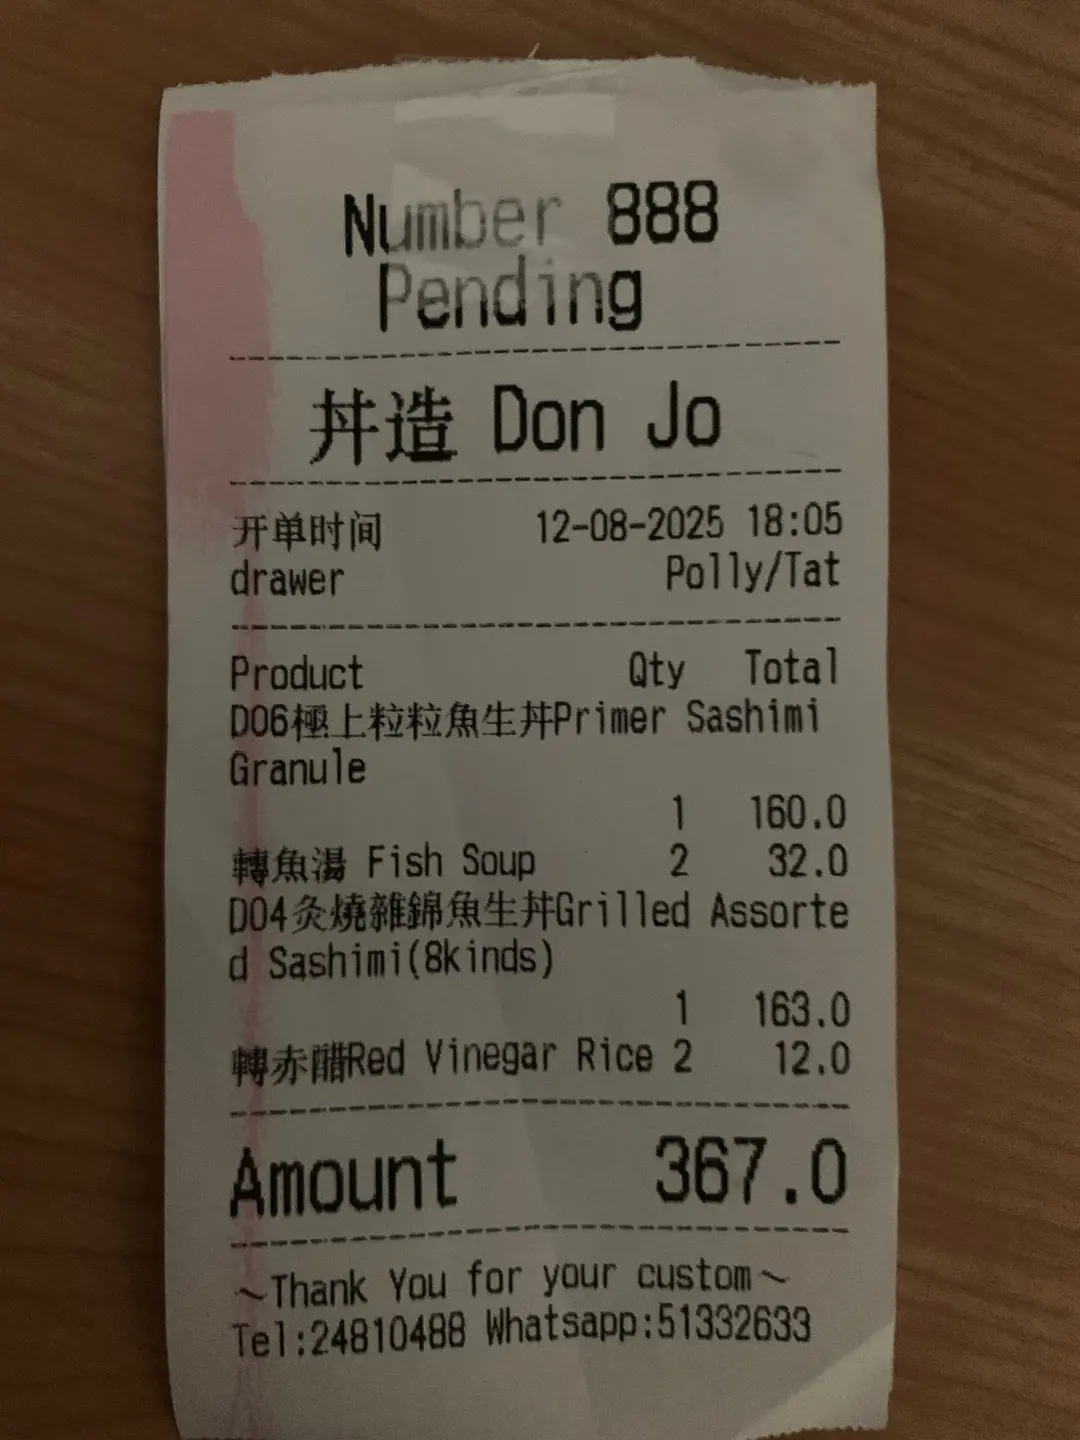 Number 888
Pending
丼造 Don Jo
开单时间 12-08-2025 18:05
drawer Polly/Tat
Product Qty Total
D06極上粒粒魚生丼Primer Sashimi
Granule
1 160.0
轉魚湯 Fish Soup 2 32.0
D04炙燒雜錦魚生丼Grilled Assorte
d Sashimi(8kinds)
1 163.0
轉赤醋Red Vinegar Rice 2 12.0
Amount 367.0
~Thank You for your custom~
Tel:24810488 Whatsapp:51332633